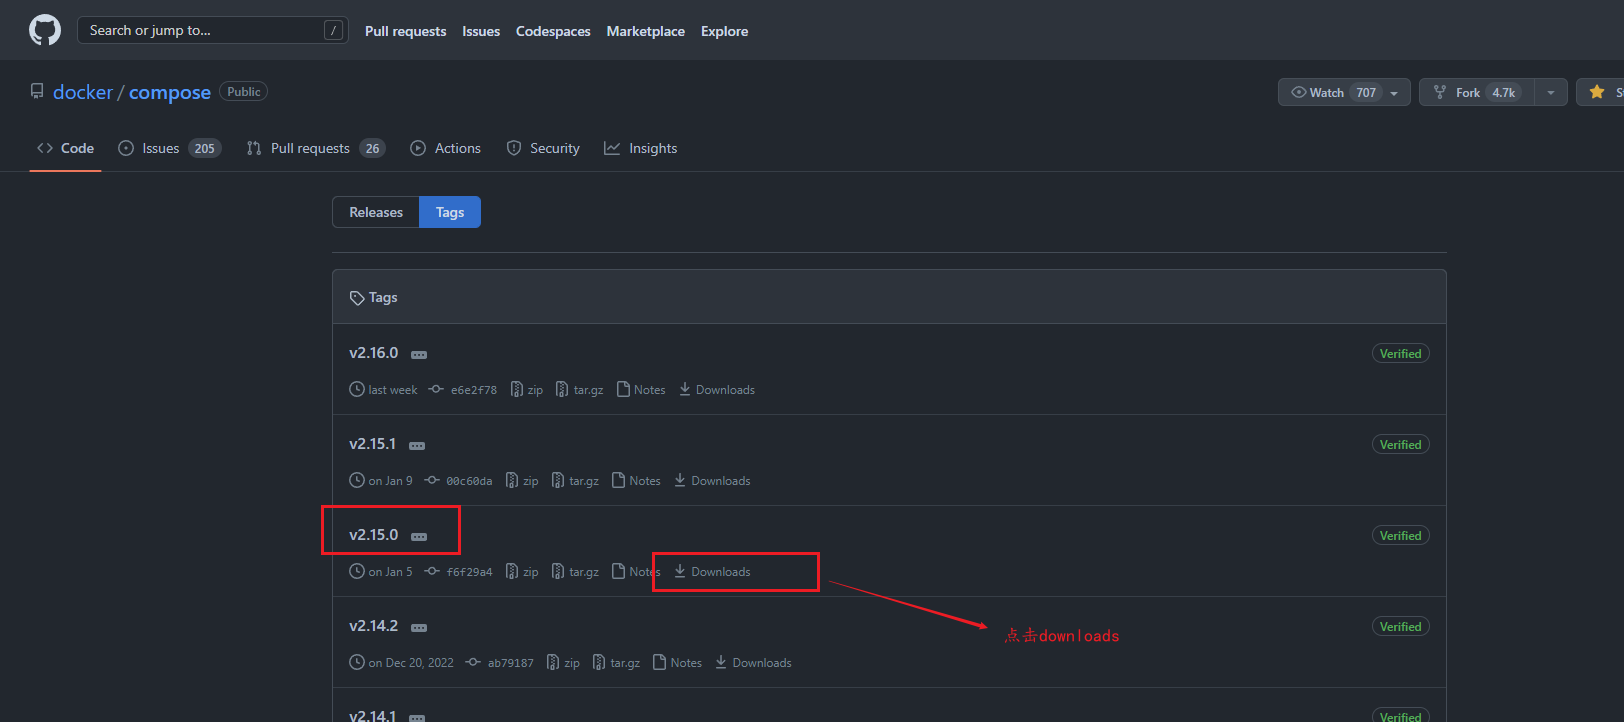 Search or jump to... / Pull requests Issues Codespaces Marketplace Explore
docker / compose Public Watch 707 Fork 4.7k
Code Issues 205 Pull requests 26 Actions Security Insights
Releases Tags
Tags
v2.16.0 Verified
last week e6e2f78 zip tar.gz Notes Downloads
v2.15.1 Verified
on Jan 9 00c60da zip tar.gz Notes Downloads
v2.15.0 Verified
on Jan 5 f6f29a4 zip tar.gz Notes Downloads
v2.14.2 Verified
点击downloads
on Dec 20, 2022 ab79187 zip tar.gz Notes Downloads
v2.14.1 Verified